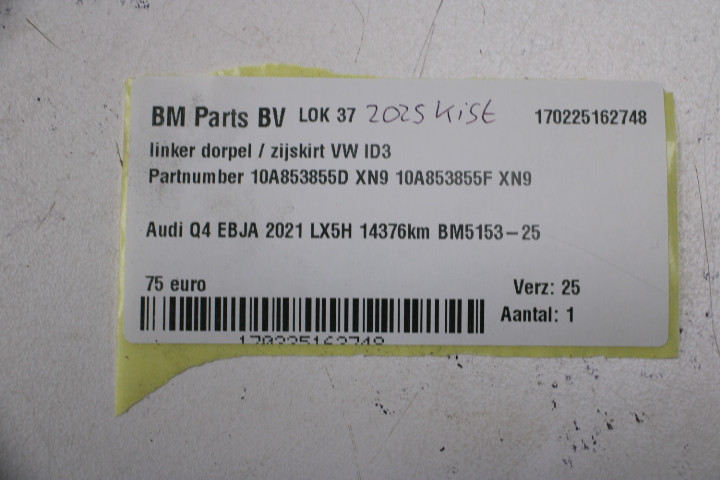 BM Parts BV LOK 37 2025 Kist 170225162748
linker dorpel / zijskirt VW ID3
Partnumber 10A853855D XN9 10A853855F XN9
Audi Q4 EBJA 2021 LX5H 14376km BM5153-25
75 euro Verz: 25
Aantal: 1
170225162748